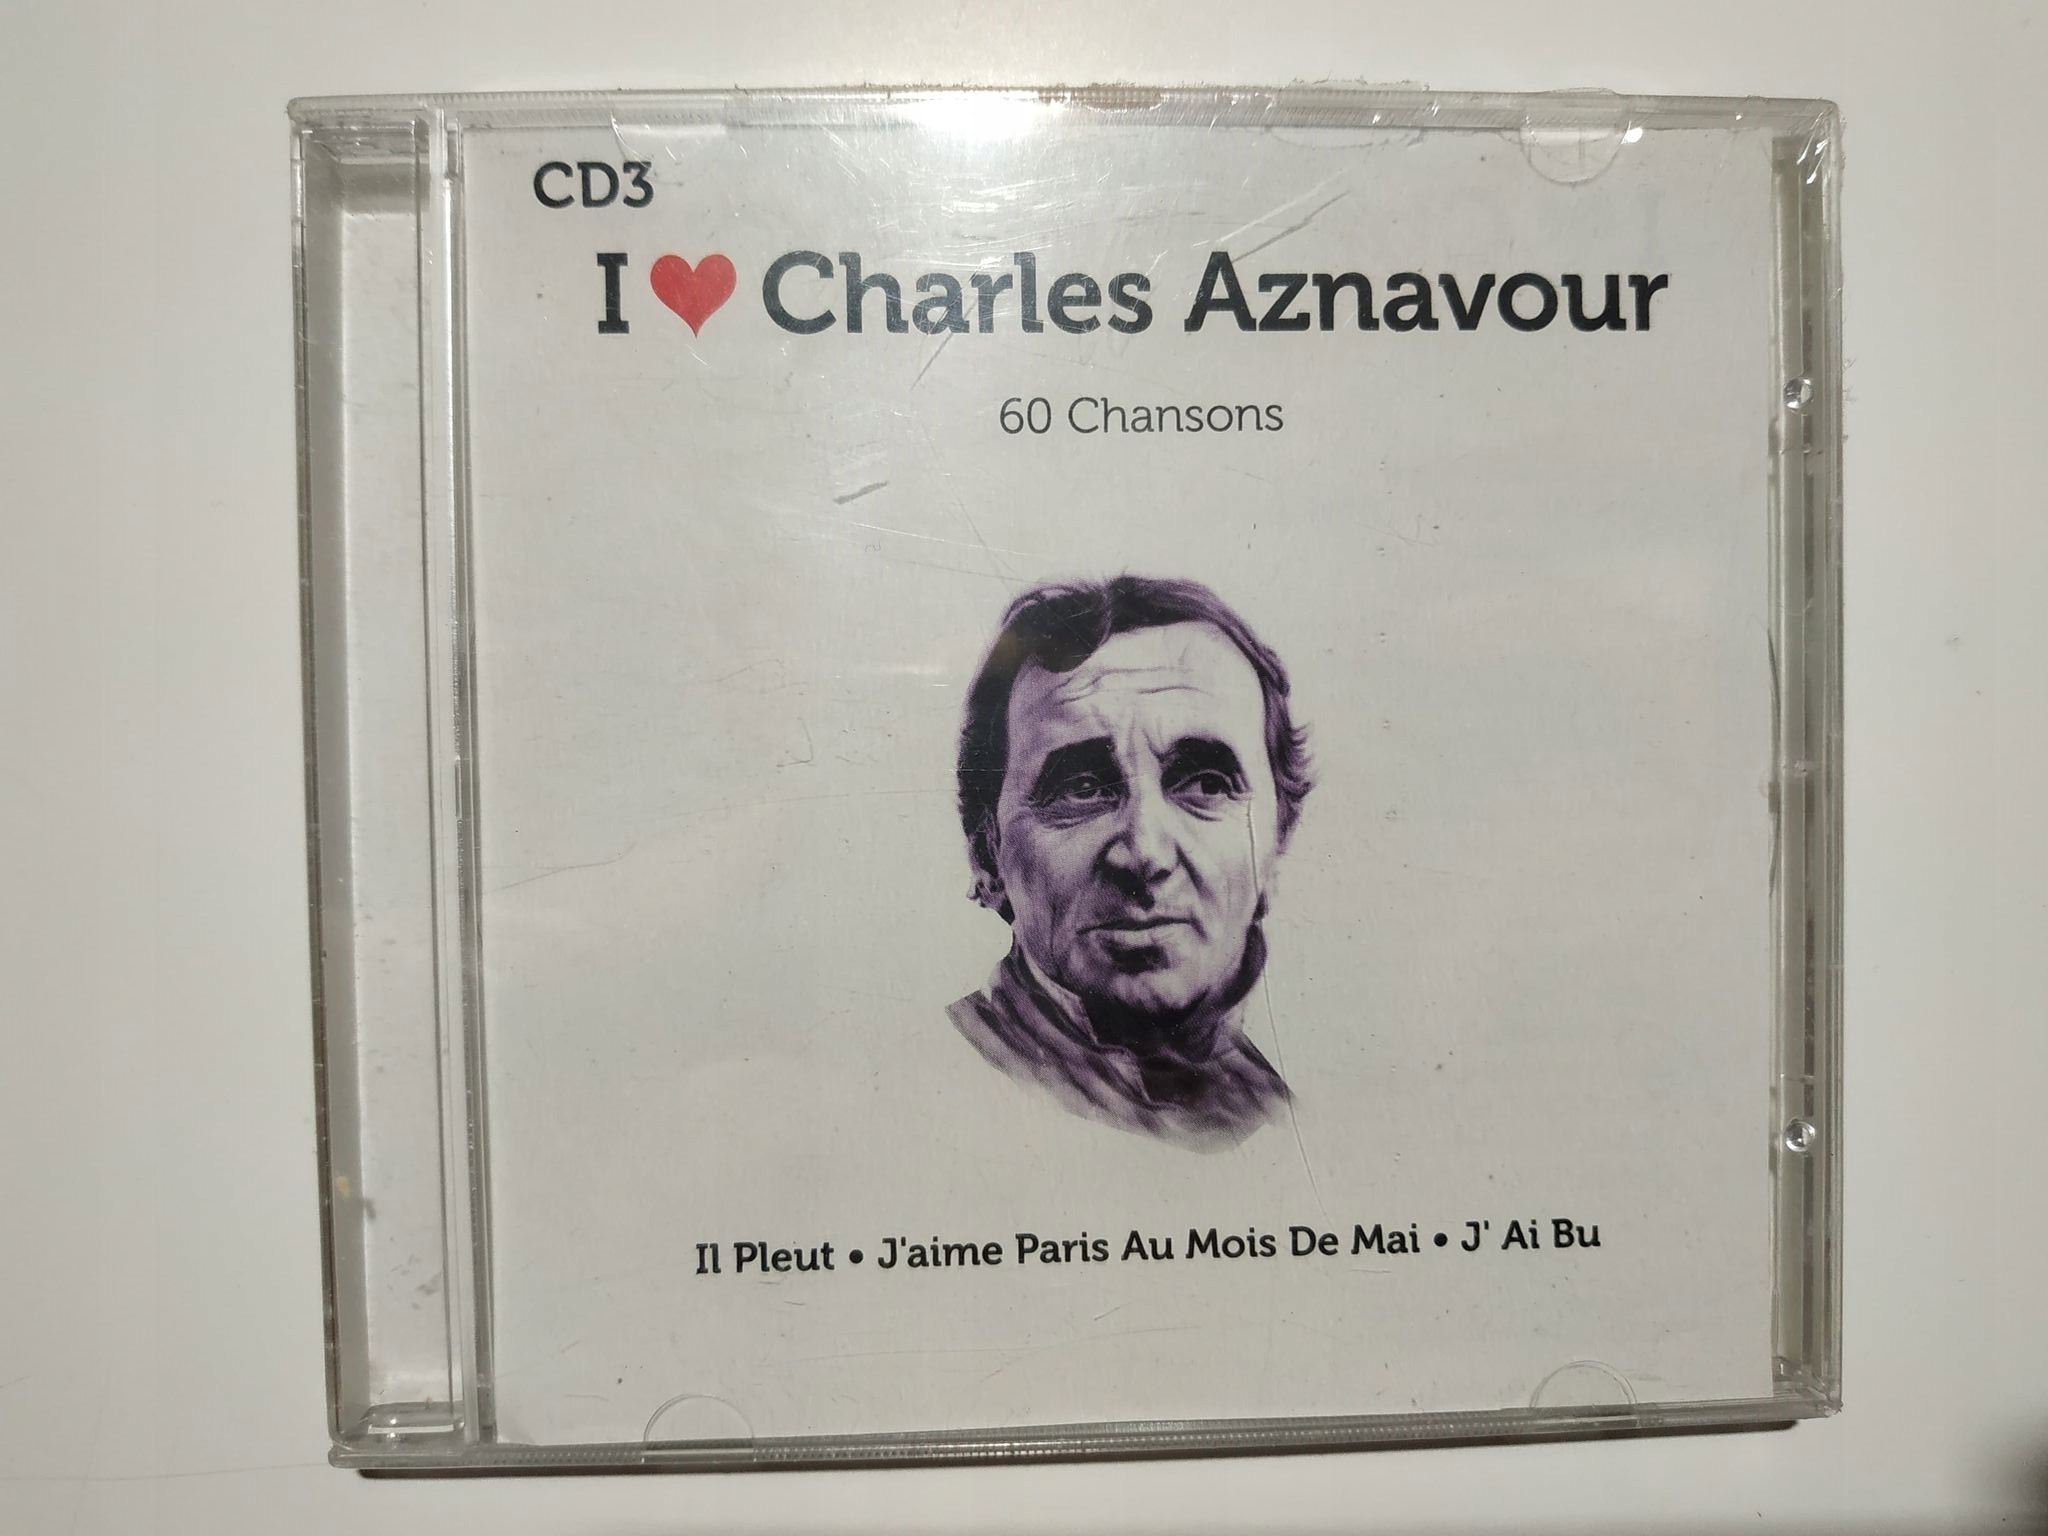 CD3
I ❤ Charles Aznavour
60 Chansons
Il Pleut • J'aime Paris Au Mois De Mai • J' Ai Bu